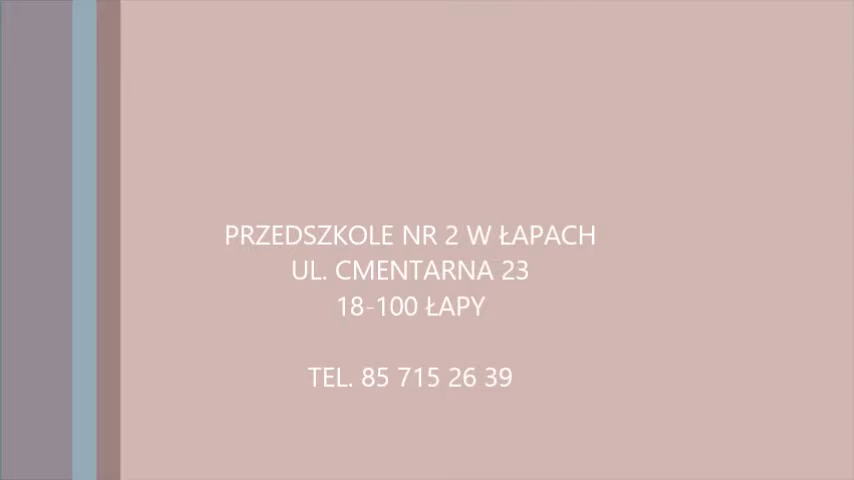 PRZEDSZKOLE NR 2 W ŁAPACH
UL. CMENTARNA 23
18-100 ŁAPY
TEL. 85 715 26 39